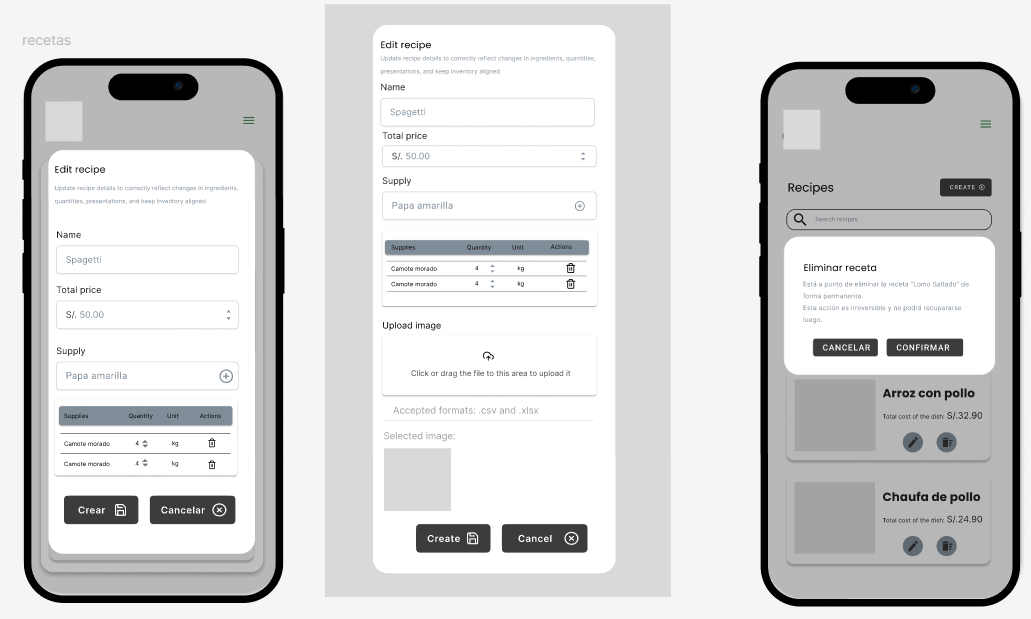 recetas
Edit recipe
Update recipe details to correctly reflect changes in ingredients,
quantities, presentations, and keep inventory aligned
Name
Spagetti
Total price
S/. 50.00
Supply
Papa amarilla
Supplies Quantity Unit Actions
Camote morado 4 kg
Camote morado 4 kg
Crear Cancelar
Edit recipe
Update recipe details to correctly reflect changes in ingredients, quantities,
presentations, and keep inventory aligned
Name
Spagetti
Total price
S/. 50.00
Supply
Papa amarilla
Supplies Quantity Unit Actions
Camote morado 4 kg
Camote morado 4 kg
Upload image
Click or drag the file to this area to upload it
Accepted formats: .csv and .xlsx
Selected image:
Create Cancel
Recipes
CREATE
Search recipes
Eliminar receta
Está a punto de eliminar la receta "Lomo Saltado" de
forma permanente.
Esta acción es irreversible y no podrá recuperarse
luego.
CANCELAR CONFIRMAR
Arroz con pollo
Total cost of the dish: S/.32.90
Chaufa de pollo
Total cost of the dish: S/.24.90